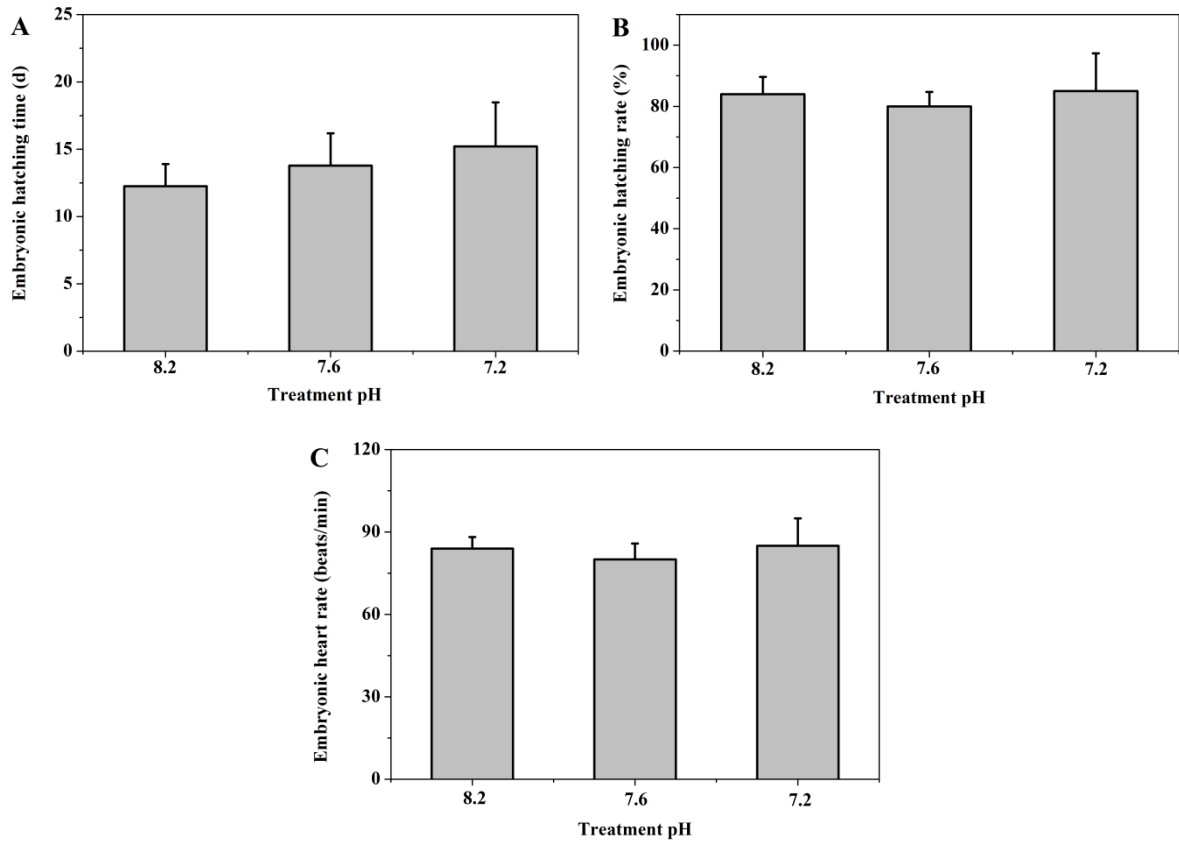 A
Embryonic hatching time (d)
25
20
15
10
5
0
8.2 7.6 7.2
Treatment pH
B
Embryonic hatching rate (%)
100
80
60
40
20
0
8.2 7.6 7.2
Treatment pH
C
Embryonic heart rate (beats/min)
120
90
60
30
0
8.2 7.6 7.2
Treatment pH